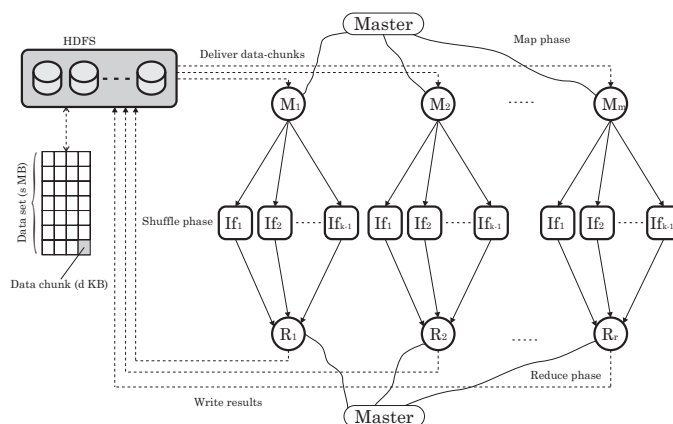 Master
HDFS
Deliver data-chunks
Map phase
M1
M2
Mm
Data set (s MB)
Shuffle phase
If1
If2
Ifk-1
If1
If2
Ifk-1
If1
If2
Ifk-1
Data chunk (d KB)
R1
R2
Rr
Reduce phase
Write results
Master